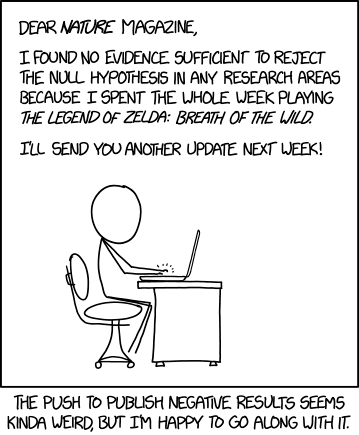 DEAR NATURE MAGAZINE,
I FOUND NO EVIDENCE SUFFICIENT TO REJECT
THE NULL HYPOTHESIS IN ANY RESEARCH AREAS
BECAUSE I SPENT THE WHOLE WEEK PLAYING
THE LEGEND OF ZELDA: BREATH OF THE WILD.
I'LL SEND YOU ANOTHER UPDATE NEXT WEEK!
THE PUSH TO PUBLISH NEGATIVE RESULTS SEEMS
KINDA WEIRD, BUT I'M HAPPY TO GO ALONG WITH IT.